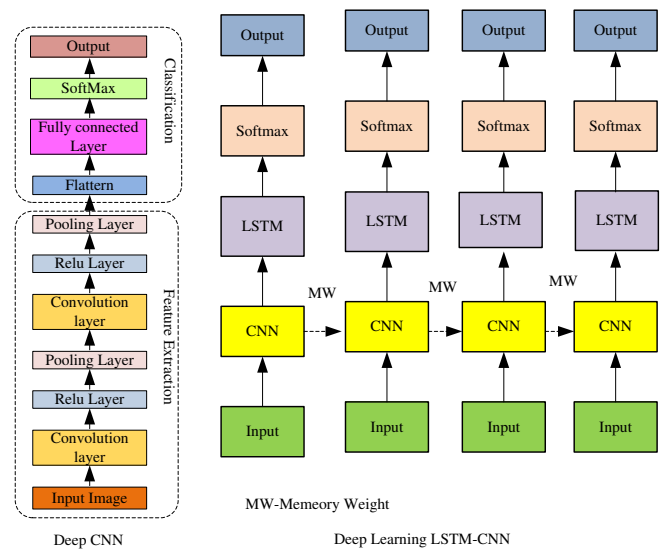 Output
SoftMax
Fully connected
Layer
Flattern
Classification
Pooling Layer
Relu Layer
Convolution
layer
Pooling Layer
Relu Layer
Convolution
layer
Input Image
Feature Extraction
Deep CNN
Output Output Output Output
Softmax Softmax Softmax Softmax
LSTM LSTM LSTM LSTM
MW MW MW
CNN CNN CNN CNN
Input Input Input Input
MW-Memeory Weight
Deep Learning LSTM-CNN